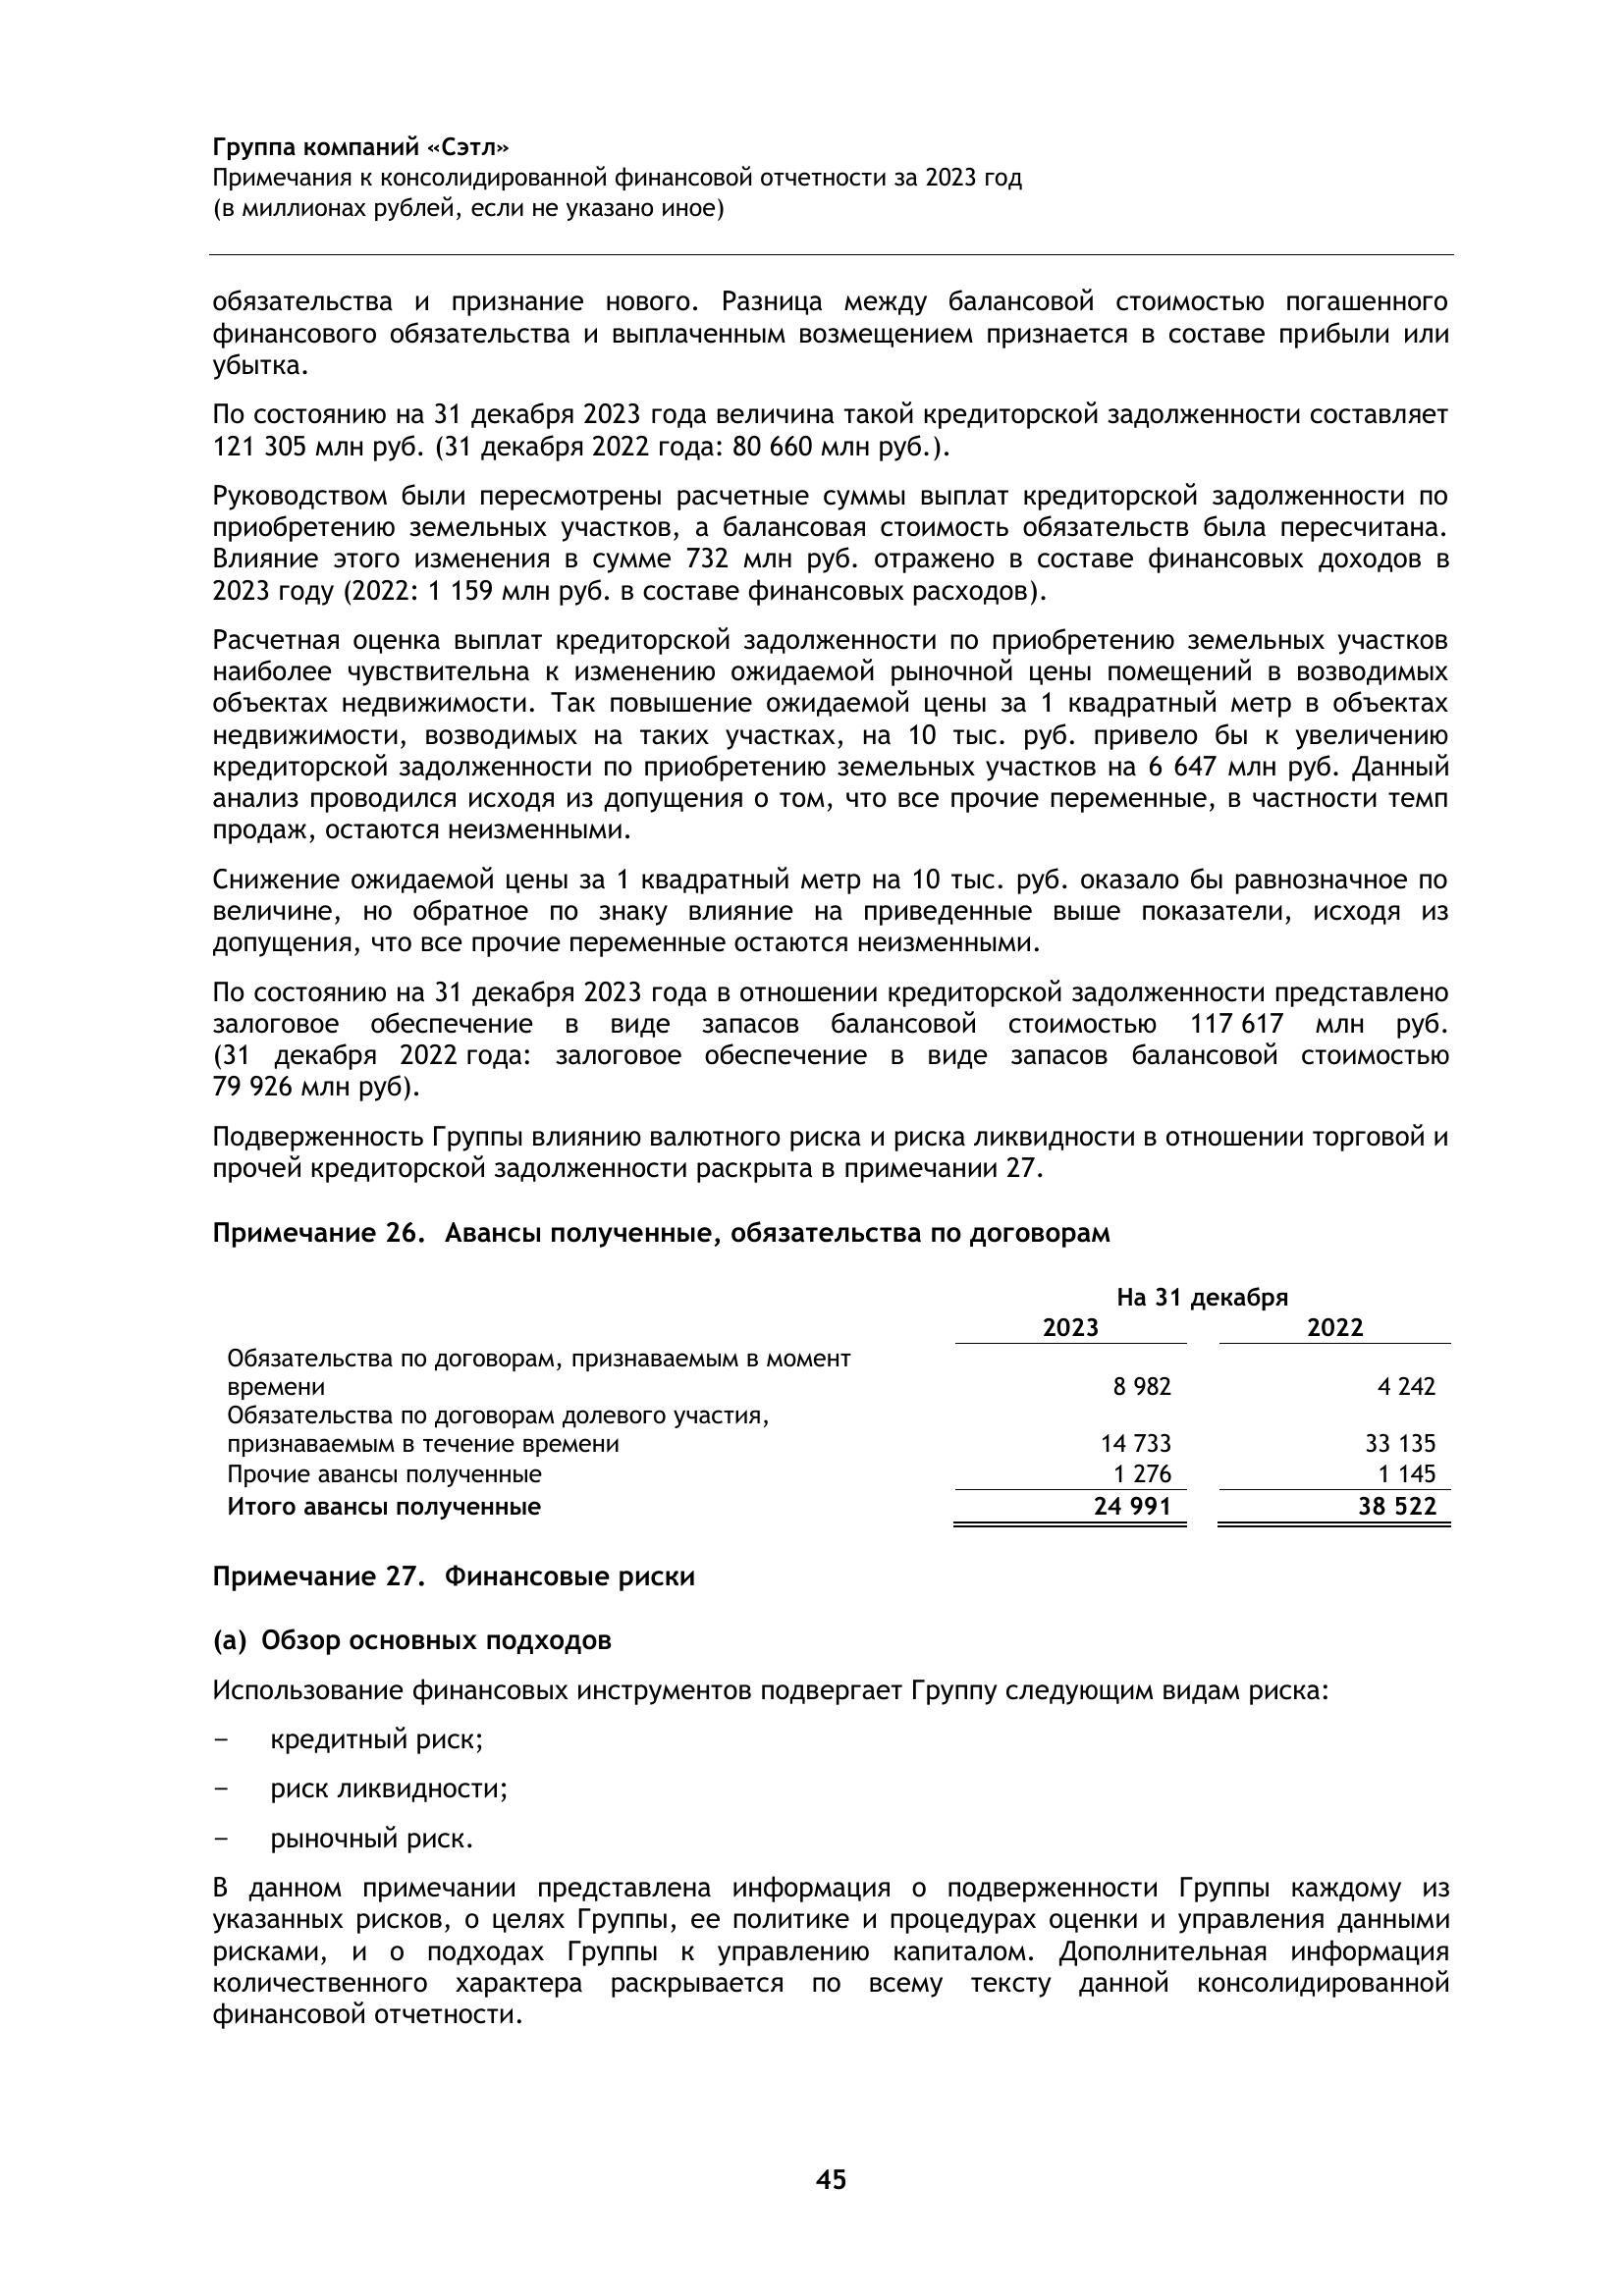 Группа компаний «Сэтл»
Примечания к консолидированной финансовой отчетности за 2023 год
(в миллионах рублей, если не указано иное)
обязательства и признание нового. Разница между балансовой стоимостью погашенного
финансового обязательства и выплаченным возмещением признается в составе прибыли или
убытка.
По состоянию на 31 декабря 2023 года величина такой кредиторской задолженности составляет
121 305 млн руб. (31 декабря 2022 года: 80 660 млн руб.).
Руководством были пересмотрены расчетные суммы выплат кредиторской задолженности по
приобретению земельных участков, а балансовая стоимость обязательств была пересчитана.
Влияние этого изменения в сумме 732 млн руб. отражено в составе финансовых доходов в
2023 году (2022: 1 159 млн руб. в составе финансовых расходов).
Расчетная оценка выплат кредиторской задолженности по приобретению земельных участков
наиболее чувствительна к изменению ожидаемой рыночной цены помещений в возводимых
объектах недвижимости. Так повышение ожидаемой цены за 1 квадратный метр в объектах
недвижимости, возводимых на таких участках, на 10 тыс. руб. привело бы к увеличению
кредиторской задолженности по приобретению земельных участков на 6 647 млн руб. Данный
анализ проводился исходя из допущения о том, что все прочие переменные, в частности темп
продаж, остаются неизменными.
Снижение ожидаемой цены за 1 квадратный метр на 10 тыс. руб. оказало бы равнозначное по
величине, но обратное по знаку влияние на приведенные выше показатели, исходя из
допущения, что все прочие переменные остаются неизменными.
По состоянию на 31 декабря 2023 года в отношении кредиторской задолженности представлено
залоговое обеспечение в виде запасов балансовой стоимостью 117 617 млн руб.
(31 декабря 2022 года: залоговое обеспечение в виде запасов балансовой стоимостью
79 926 млн руб).
Подверженность Группы влиянию валютного риска и риска ликвидности в отношении торговой и
прочей кредиторской задолженности раскрыта в примечании 27.
Примечание 26. Авансы полученные, обязательства по договорам
На 31 декабря
2023 2022
Обязательства по договорам, признаваемым в момент
времени 8 982 4 242
Обязательства по договорам долевого участия,
признаваемым в течение времени 14 733 33 135
Прочие авансы полученные 1 276 1 145
Итого авансы полученные 24 991 38 522
Примечание 27. Финансовые риски
(а) Обзор основных подходов
Использование финансовых инструментов подвергает Группу следующим видам риска:
− кредитный риск;
− риск ликвидности;
− рыночный риск.
В данном примечании представлена информация о подверженности Группы каждому из
указанных рисков, о целях Группы, ее политике и процедурах оценки и управления данными
рисками, и о подходах Группы к управлению капиталом. Дополнительная информация
количественного характера раскрывается по всему тексту данной консолидированной
финансовой отчетности.
45